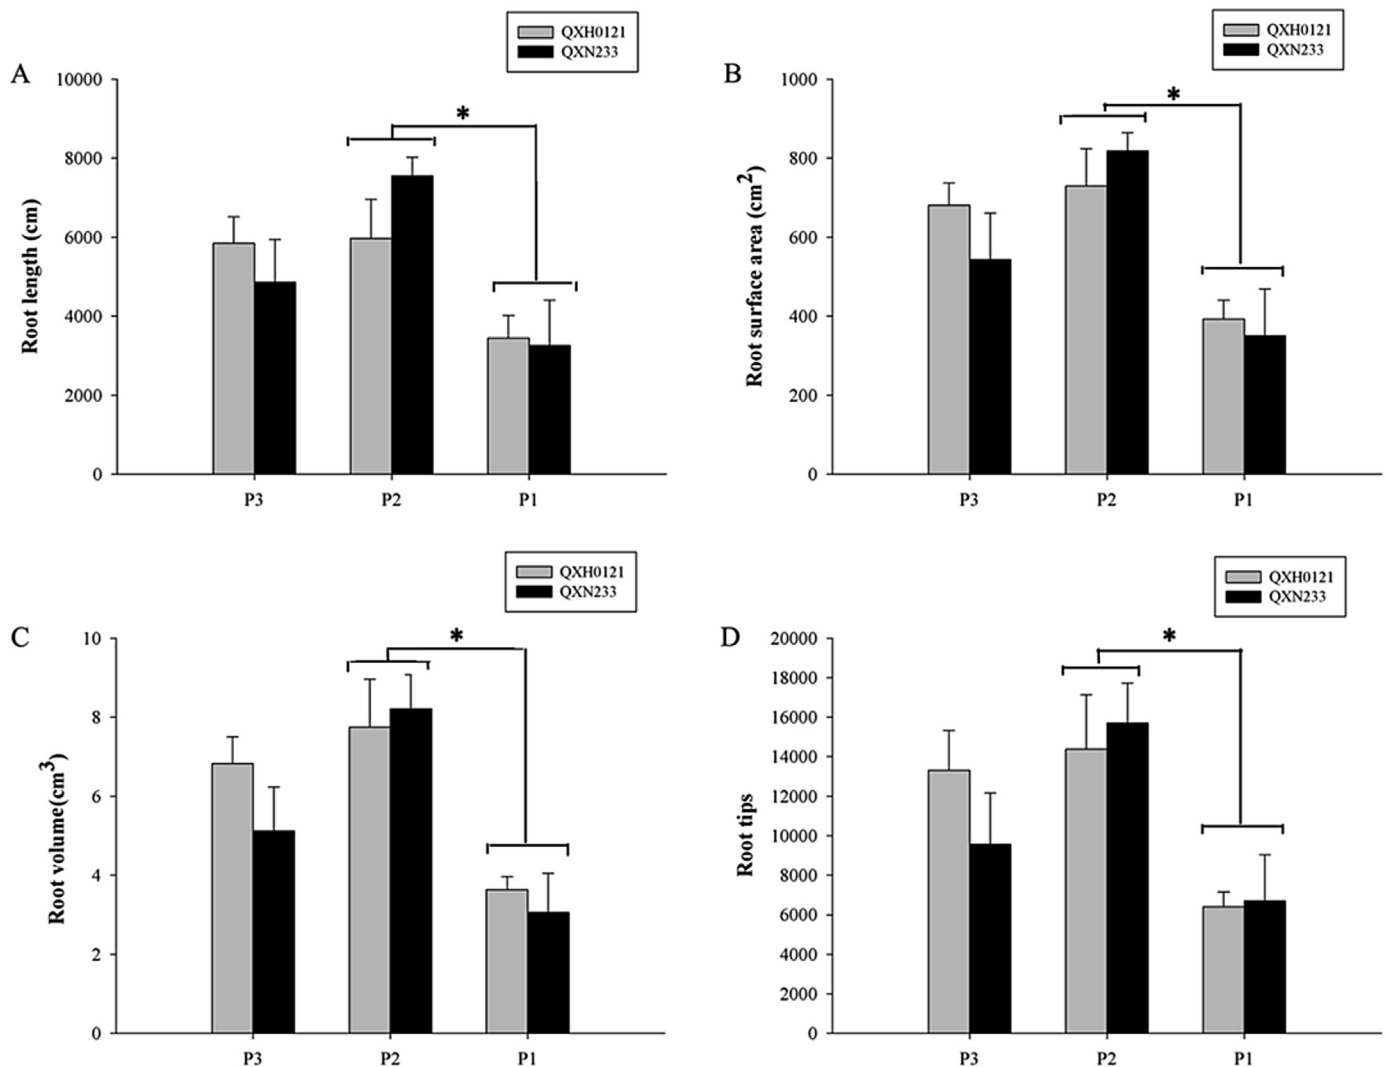 QXH0121
QXN233
A
10000
8000
6000
4000
2000
0
Root length (cm)
*
P3 P2 P1
QXH0121
QXN233
B
1000
800
600
400
200
0
Root surface area (cm²)
*
P3 P2 P1
QXH0121
QXN233
C
10
8
6
4
2
0
Root volume(cm³)
*
P3 P2 P1
QXH0121
QXN233
D
20000
18000
16000
14000
12000
10000
8000
6000
4000
2000
0
Root tips
*
P3 P2 P1